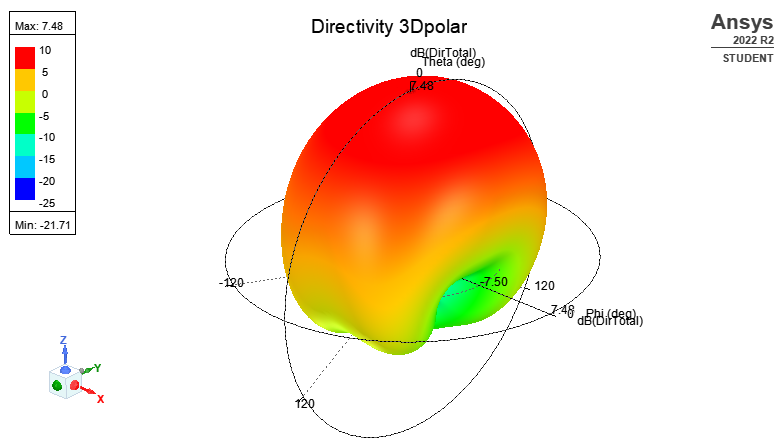 Directivity 3Dpolar
Ansys
2022 R2
STUDENT
Max: 7.48
10
5
0
-5
-10
-15
-20
-25
Min: -21.71
dB(DirTotal)
Theta (deg)
0
7.48
-120
-7.50
120
7.48
0
Phi (deg)
dB(DirTotal)
120
Z
Y
X